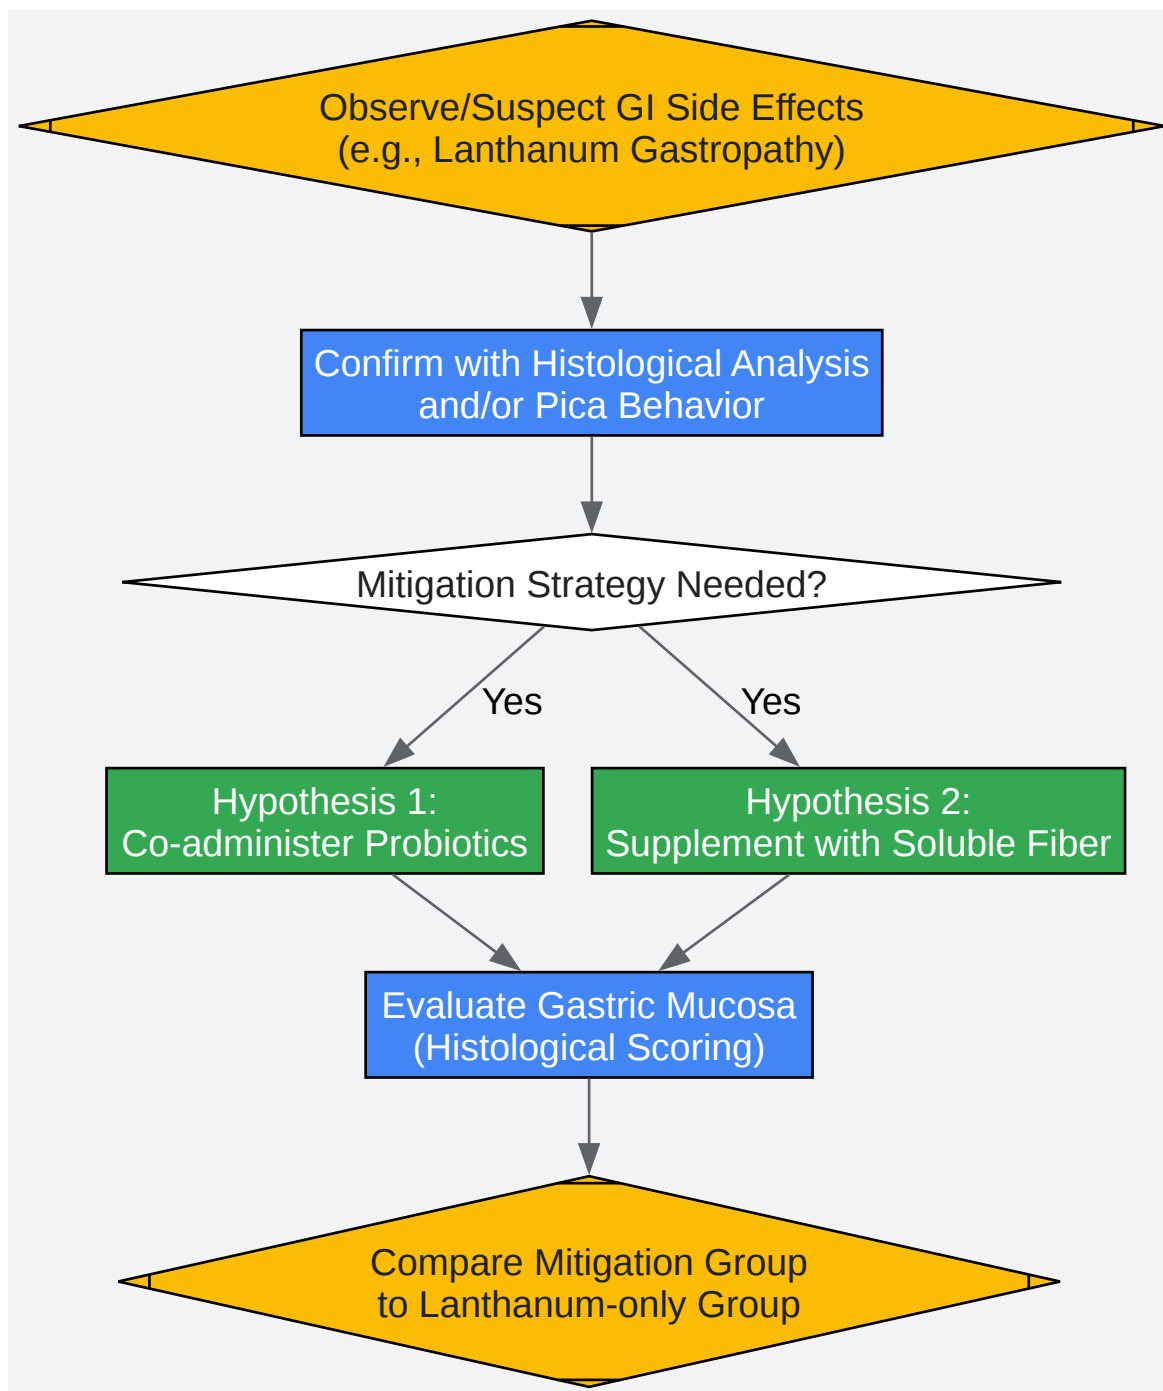 Observe/Suspect GI Side Effects
(e.g., Lanthanum Gastropathy)
Confirm with Histological Analysis
and/or Pica Behavior
Mitigation Strategy Needed?
Yes
Yes
Hypothesis 1:
Co-administer Probiotics
Hypothesis 2:
Supplement with Soluble Fiber
Evaluate Gastric Mucosa
(Histological Scoring)
Compare Mitigation Group
to Lanthanum-only Group